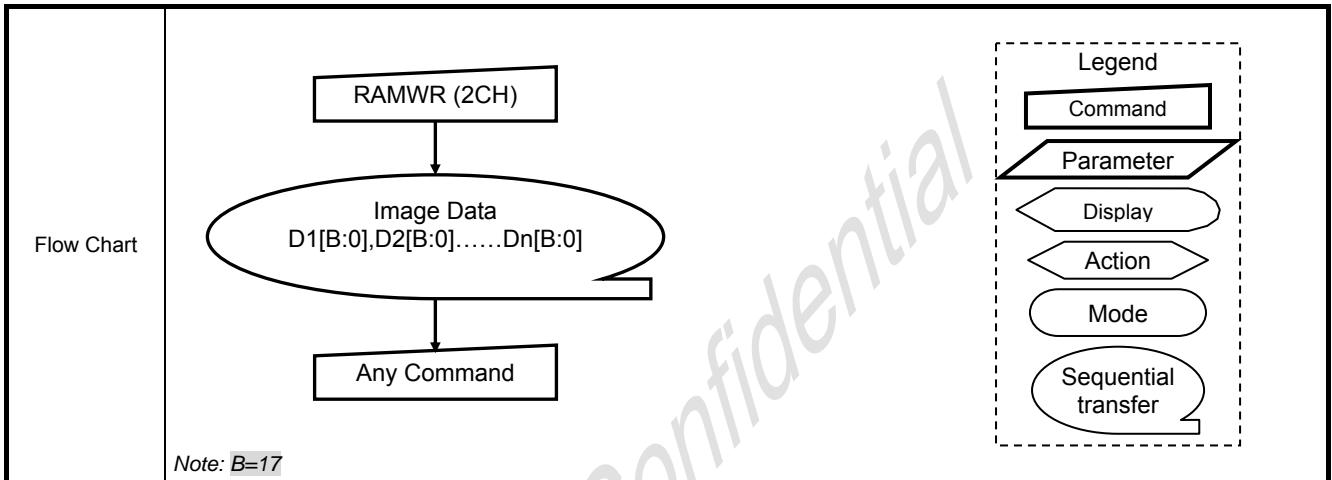 Flow Chart
RAMWR (2CH)
Image Data
D1[B:0],D2[B:0]……Dn[B:0]
Any Command
Note: B=17
Legend
Command
Parameter
Display
Action
Mode
Sequential
transfer
Confidential